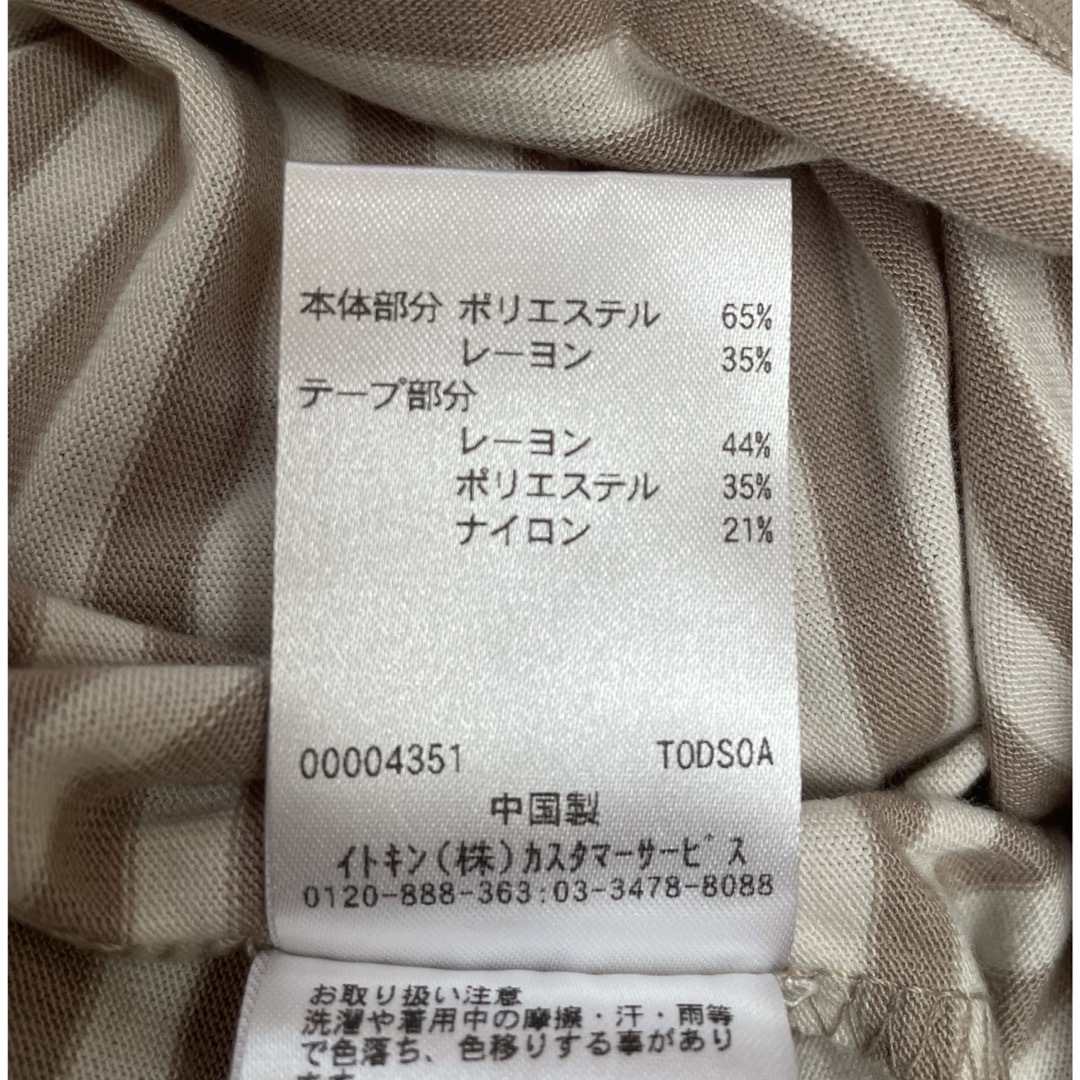 本体部分 ポリエステル 65%
レーヨン 35%
テープ部分
レーヨン 44%
ポリエステル 35%
ナイロン 21%
00004351 TODSOA
中国製
イトキン(株)カスタマーサービス
0120-888-363:03-3478-8088
お取り扱い注意
洗濯や着用中の摩擦・汗・雨等
で色落ち、色移りする事があり